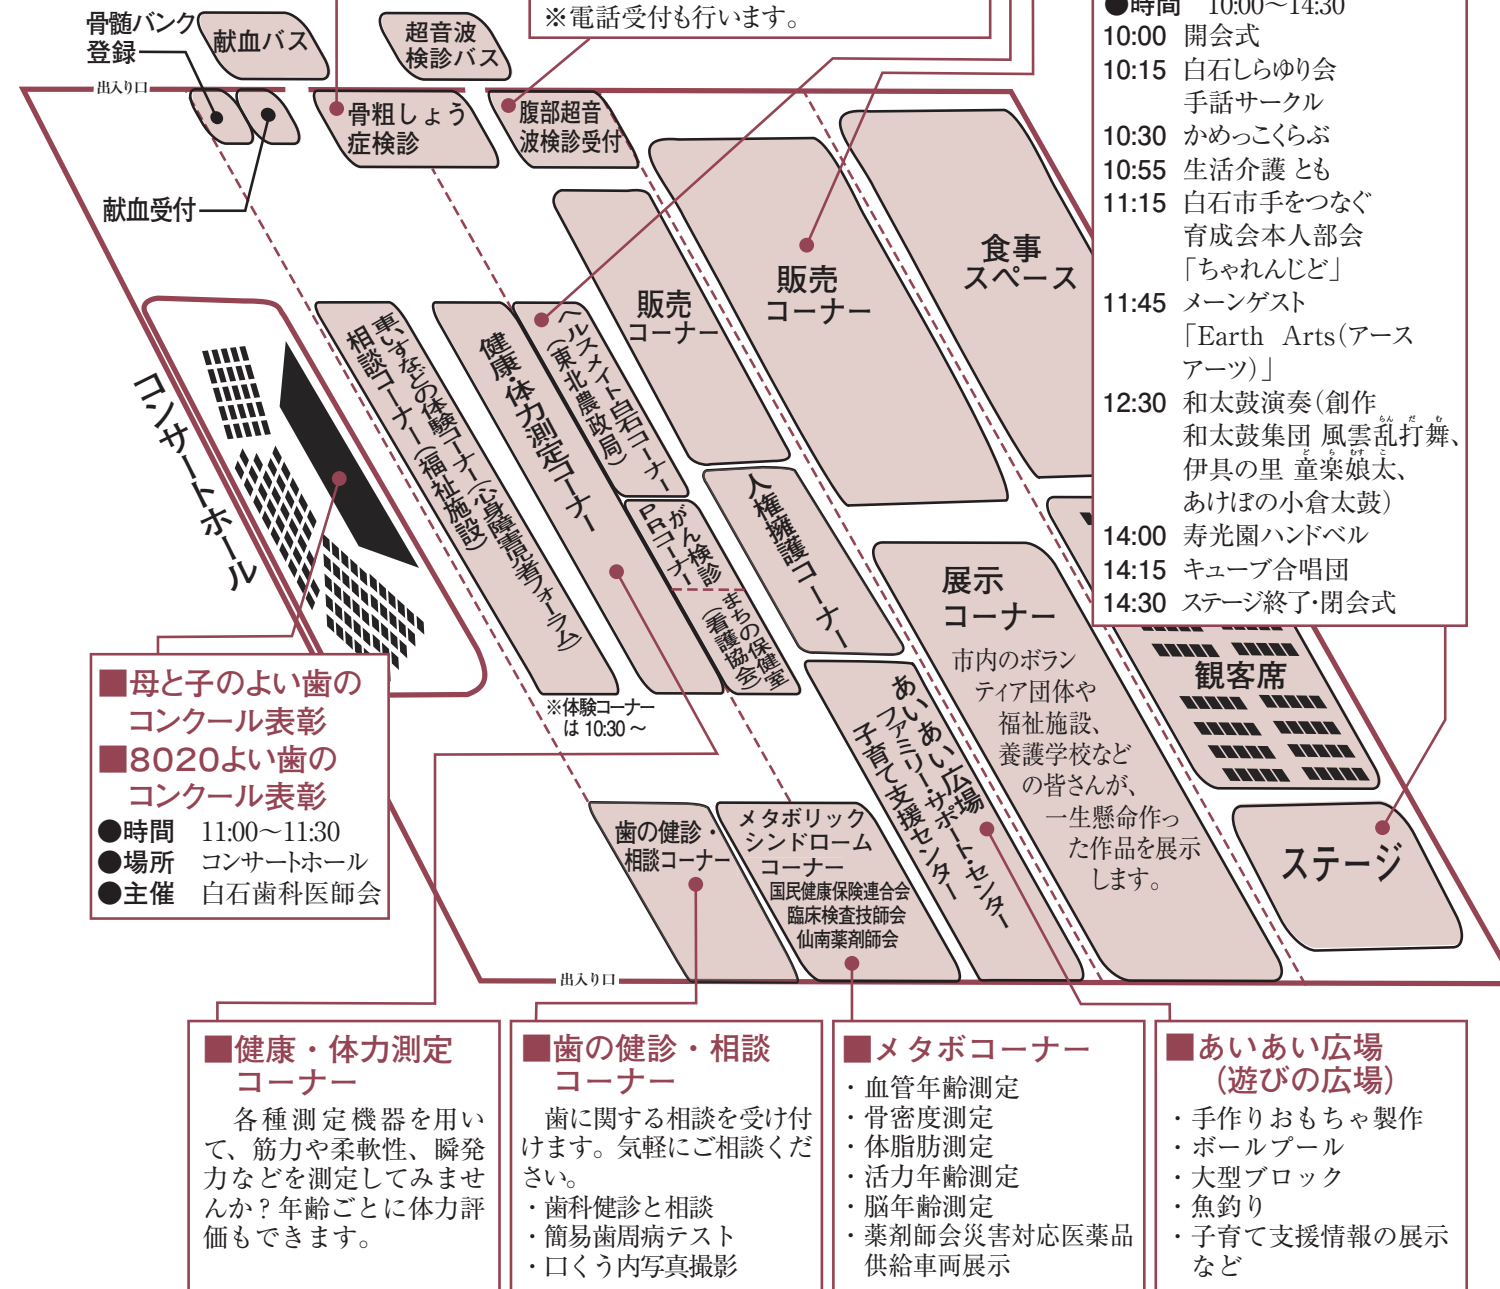 ※電話受付も行います。
骨髄バンク
登録
献血バス
超音波
検診バス
出入り口
骨粗しょう
症検診
腹部超音
波検診受付
献血受付
●時間 10:00～14:30
10:00 開会式
10:15 白石しらゆり会
手話サークル
10:30 かめっこくらぶ
10:55 生活介護 とも
11:15 白石市手をつなぐ
育成会本人部会
「ちゃれんじど」
11:45 メーンゲスト
「Earth Arts(アース
アーツ)」
12:30 和太鼓演奏(創作
和太鼓集団 風雲乱打舞、
らん だ む
伊具の里 童楽娘太、
ど ら むす こ
あけぼの小倉太鼓)
14:00 寿光園ハンドベル
14:15 キューブ合唱団
14:30 ステージ終了・閉会式
食事
スペース
販売
コーナー
販売
コーナー
コンサートホール
車いすなどの体験コーナー(心身障害児者フォーラム)
相談コーナー(福祉施設)
健康・体力測定コーナー
ヘルスメイト白石コーナー
(東北農政局)
がん検診
PRコーナー
まちの保健室
(看護協会)
人権擁護コーナー
※体験コーナー
は 10:30 ～
展示
コーナー
市内のボラン
ティア団体や
福祉施設、
養護学校など
の皆さんが、
一生懸命作っ
た作品を展示
します。
観客席
ステージ
あいあい広場
ファミリー・サポート・センター
子育て支援センター
歯の健診・
相談コーナー
メタボリック
シンドローム
コーナー
国民健康保険連合会
臨床検査技師会
仙南薬剤師会
出入り口
■母と子のよい歯の
コンクール表彰
■8020よい歯の
コンクール表彰
●時間 11:00～11:30
●場所 コンサートホール
●主催 白石歯科医師会
■健康・体力測定
コーナー
各種測定機器を用い
て、筋力や柔軟性、瞬発
力などを測定してみませ
んか？年齢ごとに体力評
価もできます。
■歯の健診・相談
コーナー
歯に関する相談を受け付
けます。気軽にご相談くだ
さい。
・歯科健診と相談
・簡易歯周病テスト
・口くう内写真撮影
■メタボコーナー
・血管年齢測定
・骨密度測定
・体脂肪測定
・活力年齢測定
・脳年齢測定
・薬剤師会災害対応医薬品
供給車両展示
■あいあい広場
(遊びの広場)
・手作りおもちゃ製作
・ボールプール
・大型ブロック
・魚釣り
・子育て支援情報の展示
など